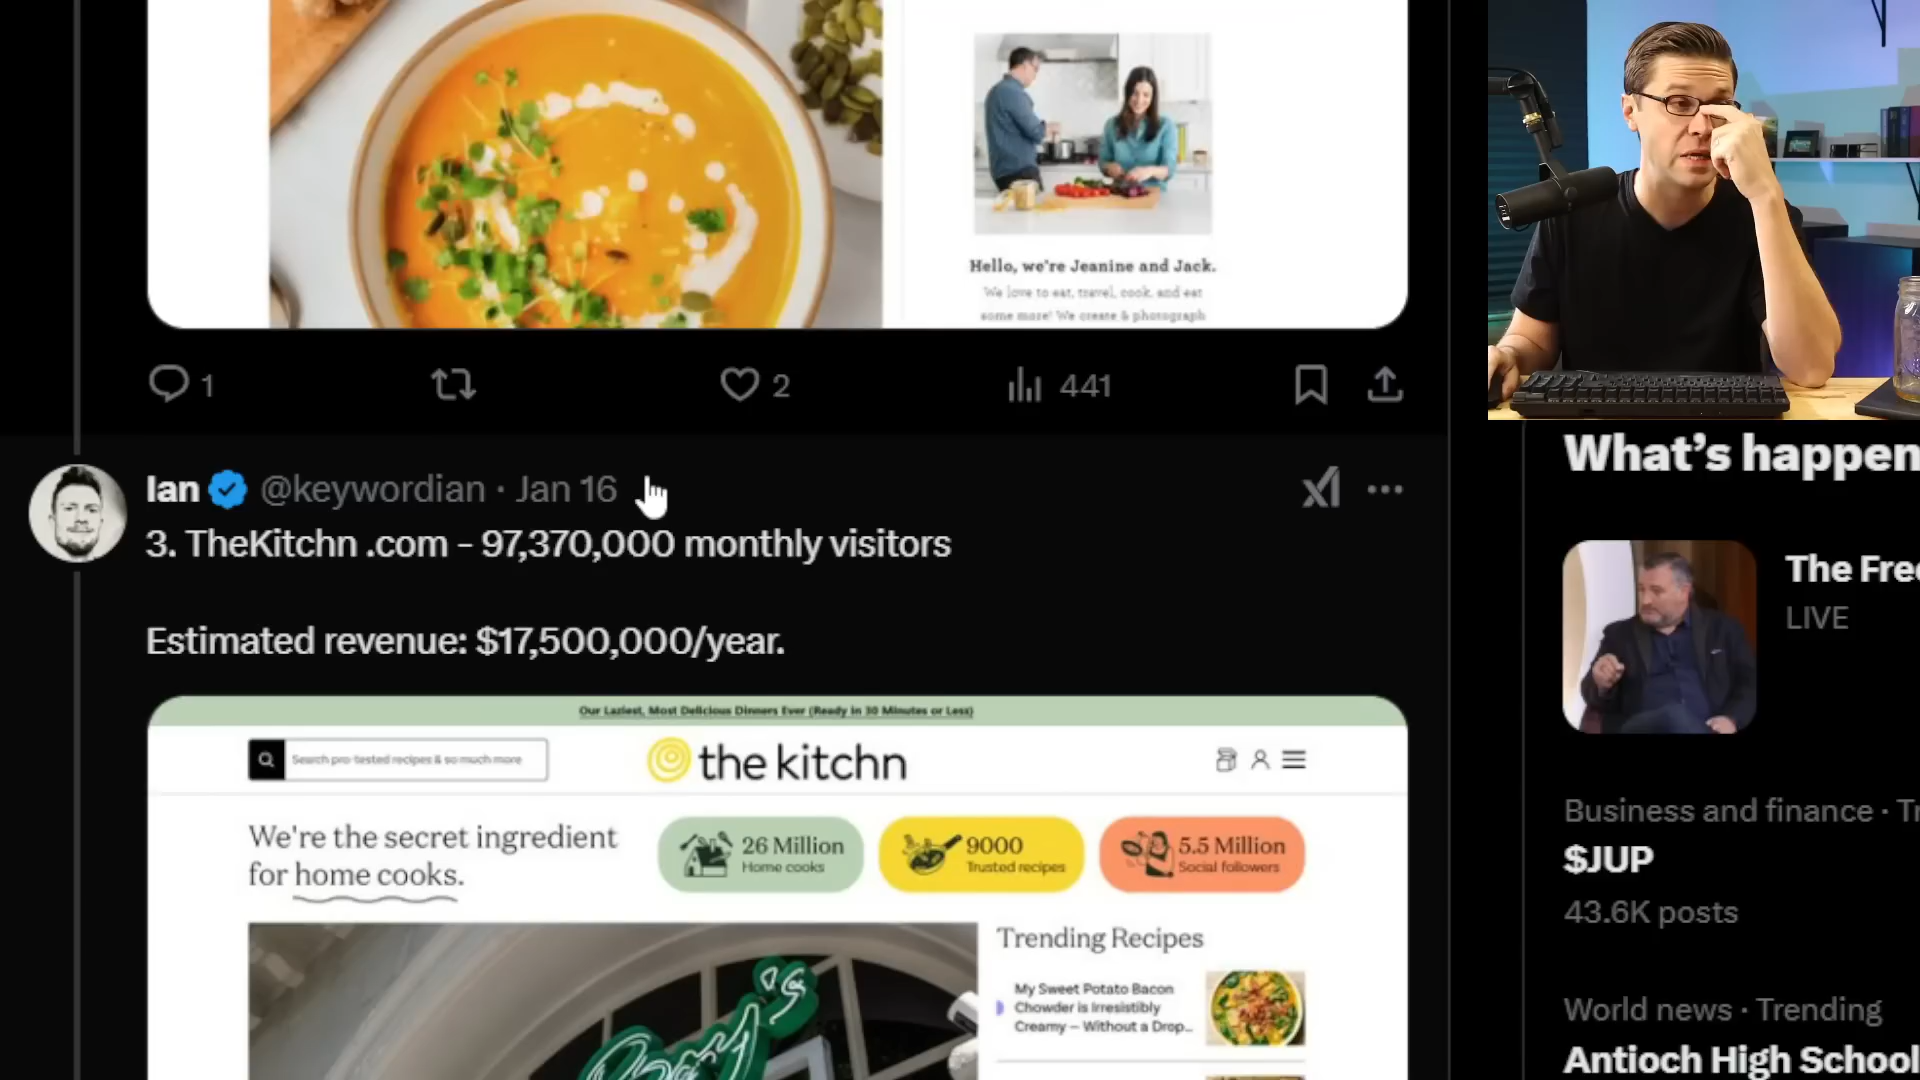 Hello, we're Jeanine and Jack.
We love to eat, travel, cook, and eat
some more! We create & photograph
1
2
441
Ian @keywordian · Jan 16
3. TheKitchn .com - 97,370,000 monthly visitors
Estimated revenue: $17,500,000/year.
Our Laziest, Most Delicious Dinners Ever (Ready in 30 Minutes or Less)
Search pro-tested recipes & so much more
the kitchn
We're the secret ingredient
for home cooks.
26 Million
Home cooks
9000
Trusted recipes
5.5 Million
Social followers
Trending Recipes
My Sweet Potato Bacon
Chowder is Irresistibly
Creamy — Without a Drop...
What's happen
The Free
LIVE
Business and finance · Tr
$JUP
43.6K posts
World news · Trending
Antioch High School